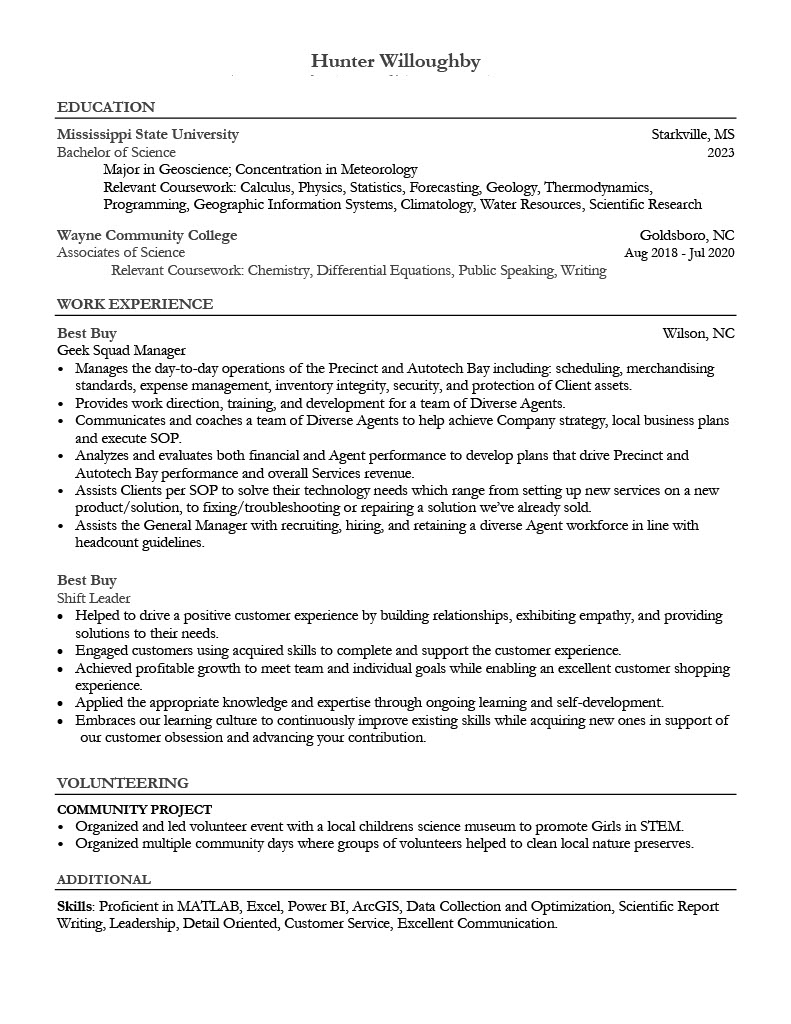 Hunter Willoughby
EDUCATION
Mississippi State University Starkville, MS
Bachelor of Science 2023
Major in Geoscience; Concentration in Meteorology
Relevant Coursework: Calculus, Physics, Statistics, Forecasting, Geology, Thermodynamics,
Programming, Geographic Information Systems, Climatology, Water Resources, Scientific Research
Wayne Community College Goldsboro, NC
Associates of Science Aug 2018 - Jul 2020
Relevant Coursework: Chemistry, Differential Equations, Public Speaking, Writing
WORK EXPERIENCE
Best Buy Wilson, NC
Geek Squad Manager
• Manages the day-to-day operations of the Precinct and Autotech Bay including: scheduling, merchandising
standards, expense management, inventory integrity, security, and protection of Client assets.
• Provides work direction, training, and development for a team of Diverse Agents.
• Communicates and coaches a team of Diverse Agents to help achieve Company strategy, local business plans
and execute SOP.
• Analyzes and evaluates both financial and Agent performance to develop plans that drive Precinct and
Autotech Bay performance and overall Services revenue.
• Assists Clients per SOP to solve their technology needs which range from setting up new services on a new
product/solution, to fixing/troubleshooting or repairing a solution we've already sold.
• Assists the General Manager with recruiting, hiring, and retaining a diverse Agent workforce in line with
headcount guidelines.
Best Buy
Shift Leader
• Helped to drive a positive customer experience by building relationships, exhibiting empathy, and providing
solutions to their needs.
• Engaged customers using acquired skills to complete and support the customer experience.
• Achieved profitable growth to meet team and individual goals while enabling an excellent customer shopping
experience.
• Applied the appropriate knowledge and expertise through ongoing learning and self-development.
• Embraces our learning culture to continuously improve existing skills while acquiring new ones in support of
our customer obsession and advancing your contribution.
VOLUNTEERING
COMMUNITY PROJECT
• Organized and led volunteer event with a local childrens science museum to promote Girls in STEM.
• Organized multiple community days where groups of volunteers helped to clean local nature preserves.
ADDITIONAL
Skills: Proficient in MATLAB, Excel, Power BI, ArcGIS, Data Collection and Optimization, Scientific Report
Writing, Leadership, Detail Oriented, Customer Service, Excellent Communication.